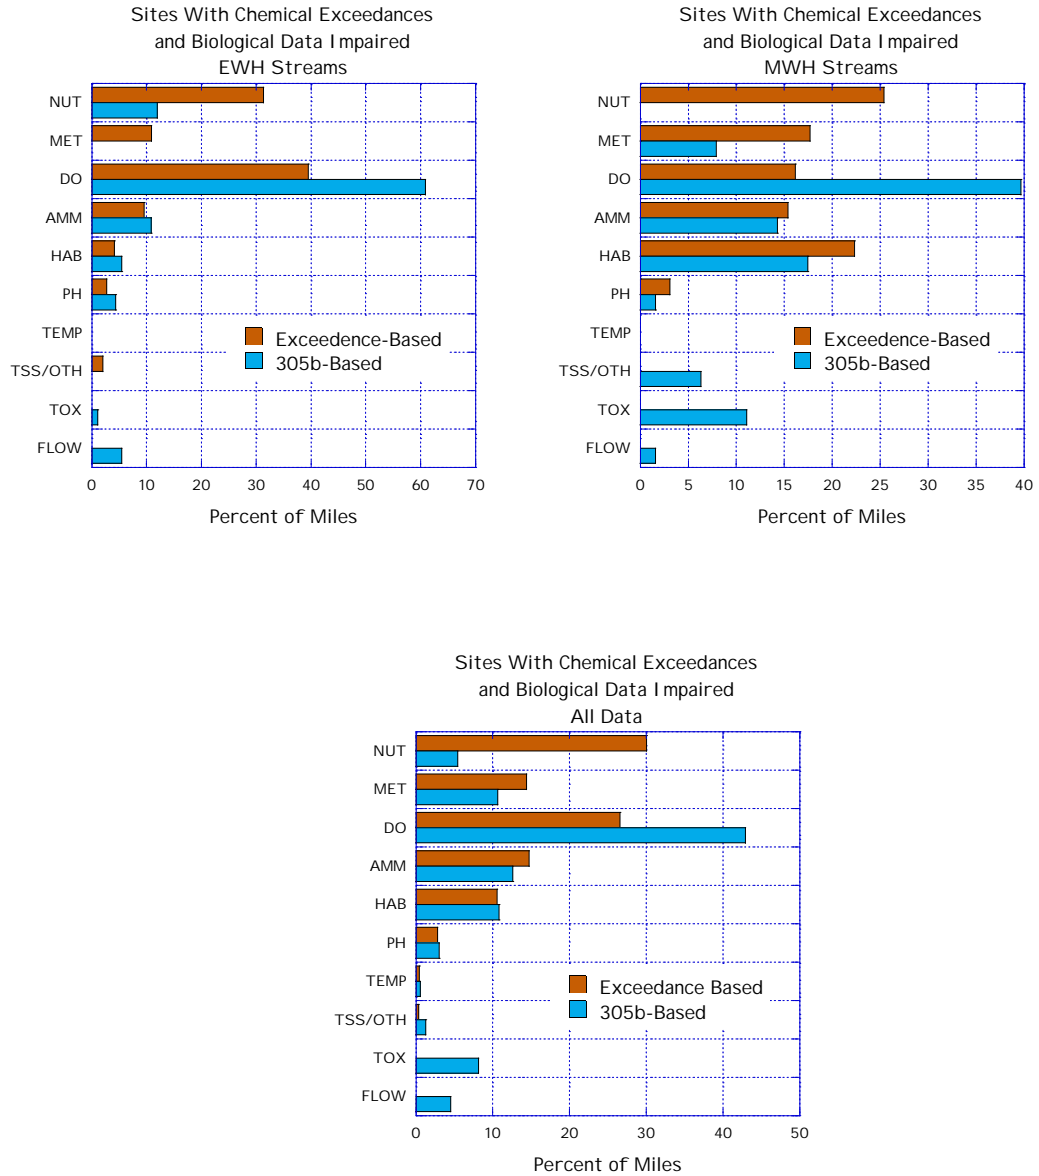 Sites With Chemical Exceedances
and Biological Data Impaired
EWH Streams
NUT
MET
DO
AMM
HAB
PH
TEMP
TSS/OTH
TOX
FLOW
Exceedence-Based
305b-Based
0 10 20 30 40 50 60 70
Percent of Miles
Sites With Chemical Exceedances
and Biological Data Impaired
MWH Streams
NUT
MET
DO
AMM
HAB
PH
TEMP
TSS/OTH
TOX
FLOW
Exceedence-Based
305b-Based
0 5 10 15 20 25 30 35 40
Percent of Miles
Sites With Chemical Exceedances
and Biological Data Impaired
All Data
NUT
MET
DO
AMM
HAB
PH
TEMP
TSS/OTH
TOX
FLOW
Exceedance Based
305b-Based
0 10 20 30 40 50
Percent of Miles